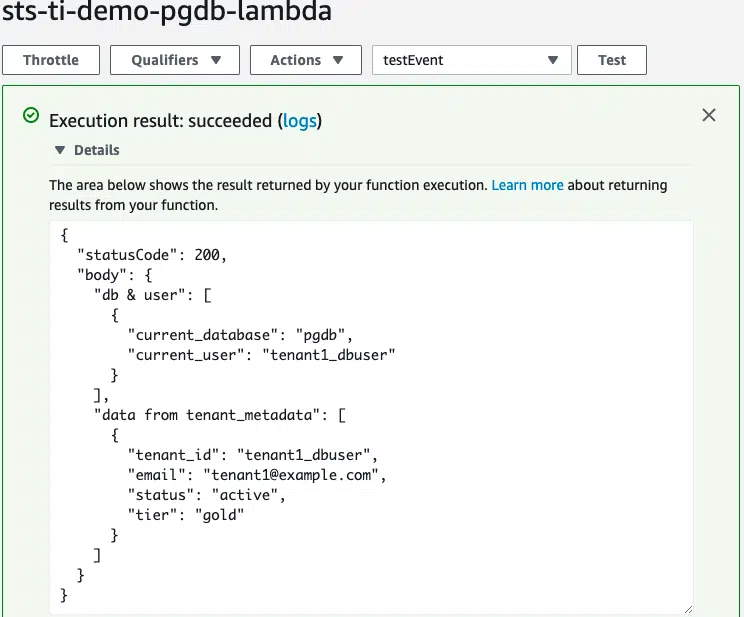 sts-ti-demo-pgdb-lambda
Throttle Qualifiers Actions testEvent Test
Execution result: succeeded (logs)
Details
The area below shows the result returned by your function execution. Learn more about returning
results from your function.
{
  "statusCode": 200,
  "body": {
    "db & user": [
      {
        "current_database": "pgdb",
        "current_user": "tenant1_dbuser"
      }
    ],
    "data from tenant_metadata": [
      {
        "tenant_id": "tenant1_dbuser",
        "email": "tenant1@example.com",
        "status": "active",
        "tier": "gold"
      }
    ]
  }
}